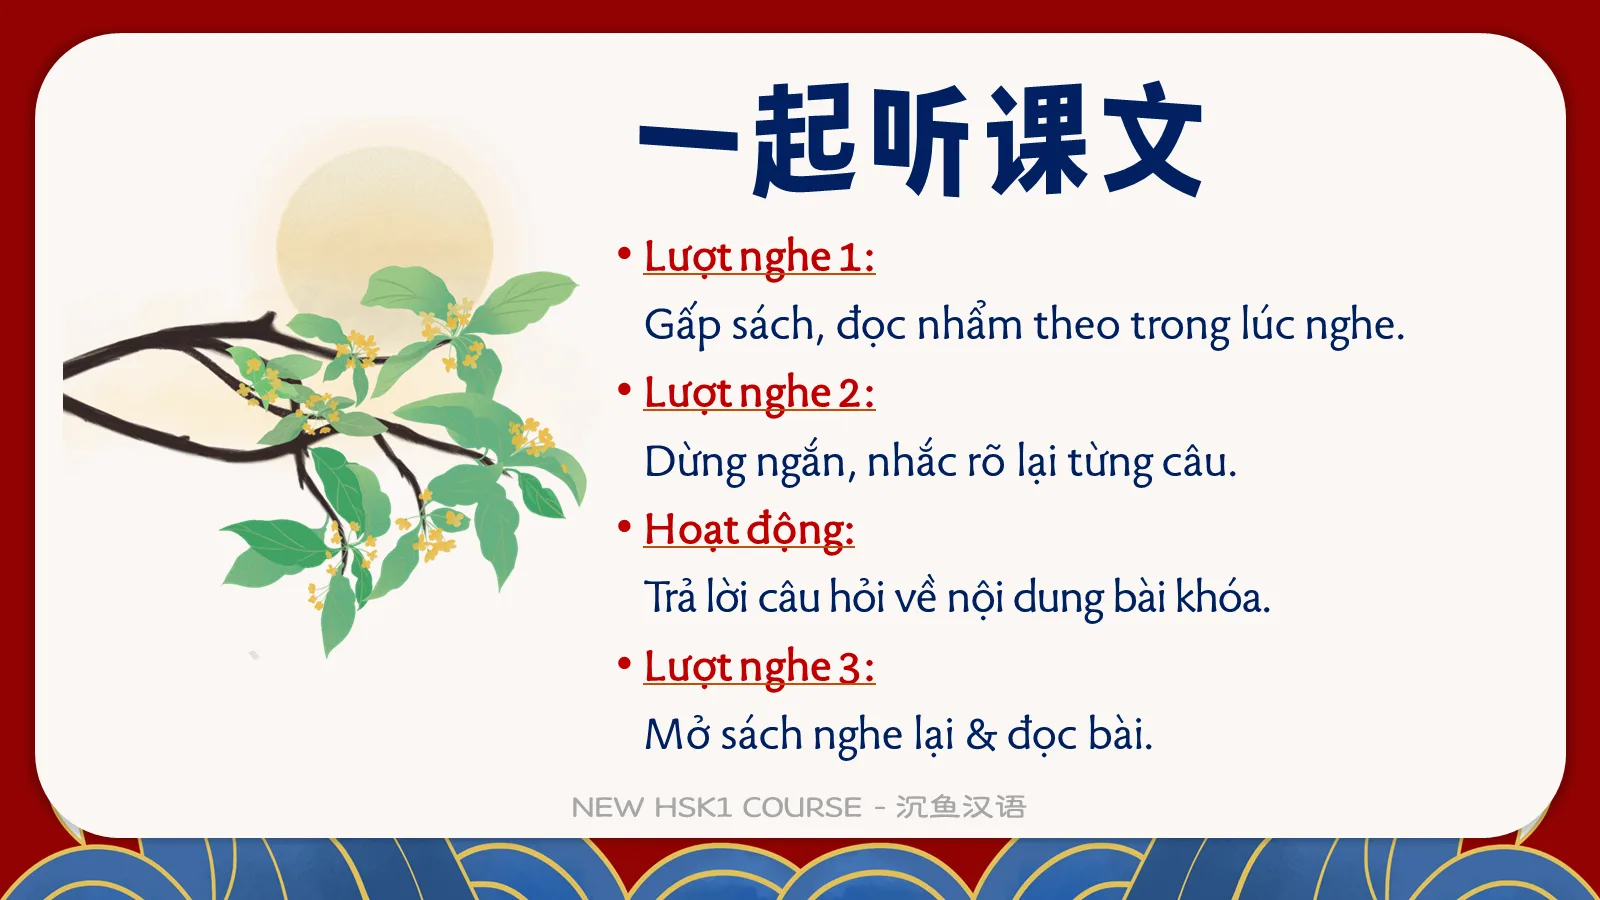 一起听课文
• Lượt nghe 1:
Gấp sách, đọc nhẩm theo trong lúc nghe.
• Lượt nghe 2:
Dừng ngắn, nhắc rõ lại từng câu.
• Hoạt động:
Trả lời câu hỏi về nội dung bài khóa.
• Lượt nghe 3:
Mở sách nghe lại & đọc bài.
NEW HSK1 COURSE - 沉鱼汉语